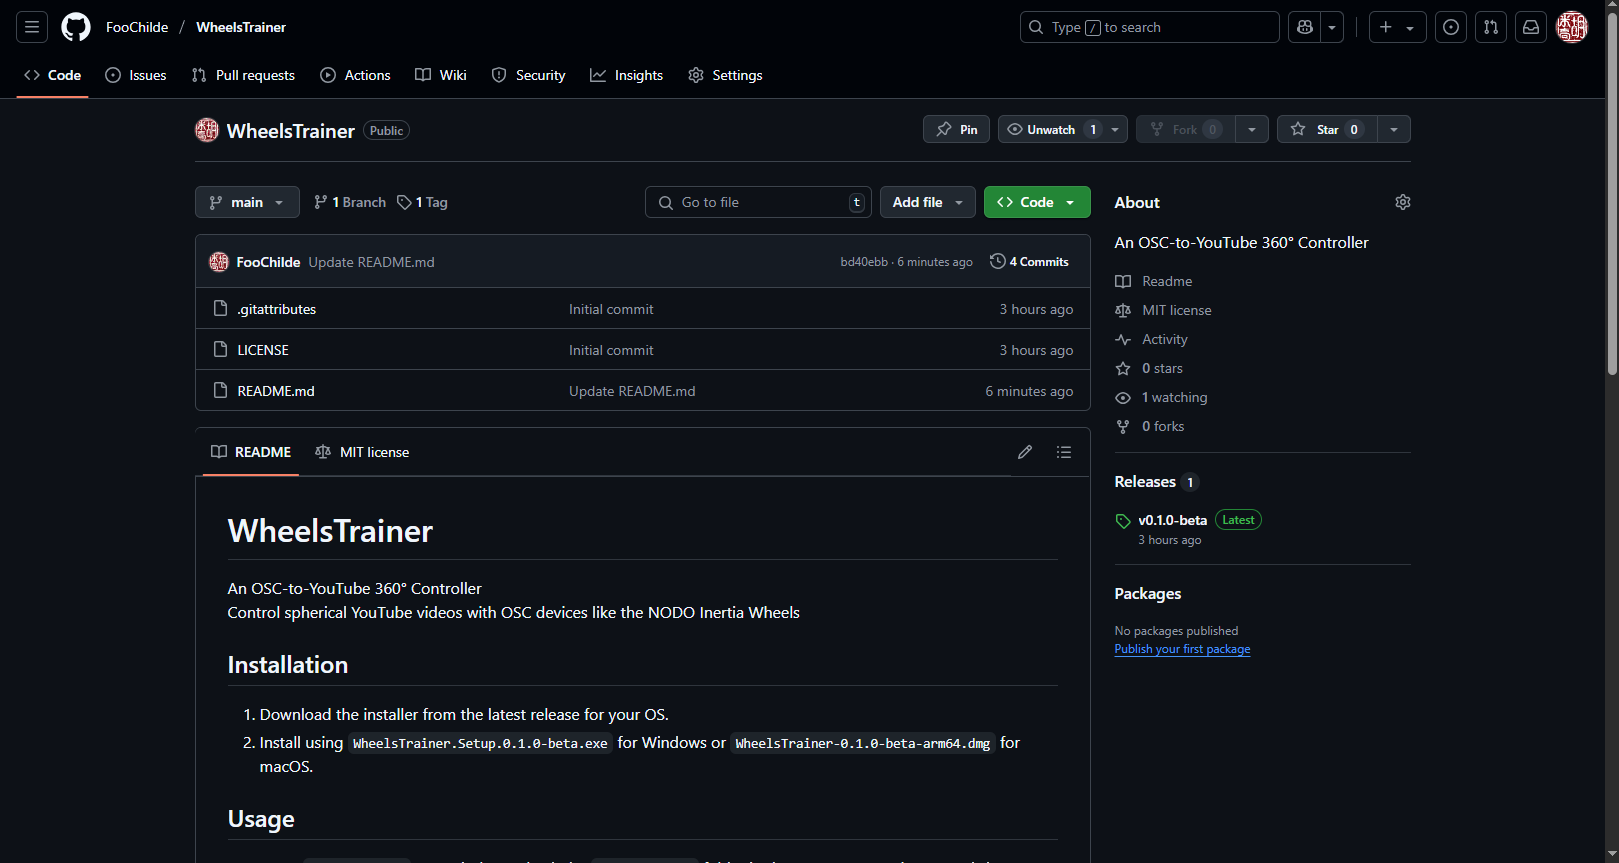 FooChilde / WheelsTrainer
Type / to search
Code
Issues
Pull requests
Actions
Wiki
Security
Insights
Settings
WheelsTrainer
Public
Pin
Unwatch 1
Fork 0
Star 0
main
1 Branch
1 Tag
Go to file
t
Add file
Code
FooChilde Update README.md
bd40ebb · 6 minutes ago
4 Commits
.gitattributes Initial commit 3 hours ago
LICENSE Initial commit 3 hours ago
README.md Update README.md 6 minutes ago
README
MIT license
WheelsTrainer
An OSC-to-YouTube 360° Controller
Control spherical YouTube videos with OSC devices like the NODO Inertia Wheels
Installation
1. Download the installer from the latest release for your OS.
2. Install using WheelsTrainer.Setup.0.1.0-beta.exe for Windows or WheelsTrainer-0.1.0-beta-arm64.dmg for
macOS.
Usage
About
An OSC-to-YouTube 360° Controller
Readme
MIT license
Activity
0 stars
1 watching
0 forks
Releases 1
v0.1.0-beta Latest
3 hours ago
Packages
No packages published
Publish your first package